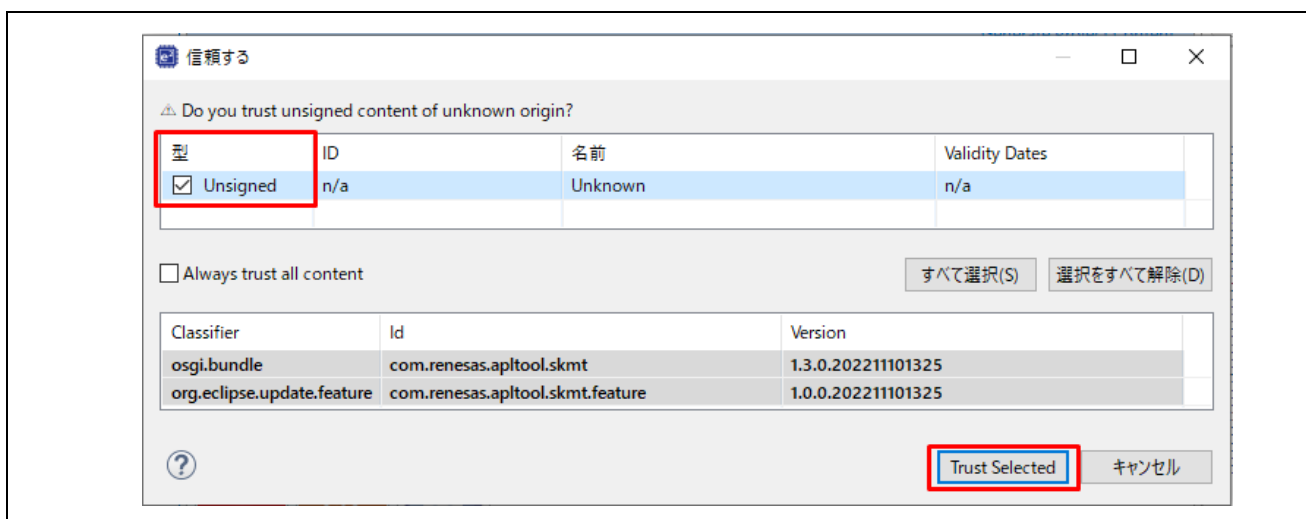 信頼する
Do you trust unsigned content of unknown origin?
型 ID 名前 Validity Dates
Unsigned n/a Unknown n/a
Always trust all content すべて選択(S) 選択をすべて解除(D)
Classifier Id Version
osgi.bundle com.renesas.apltool.skmt 1.3.0.202211101325
org.eclipse.update.feature com.renesas.apltool.skmt.feature 1.0.0.202211101325
Trust Selected キャンセル